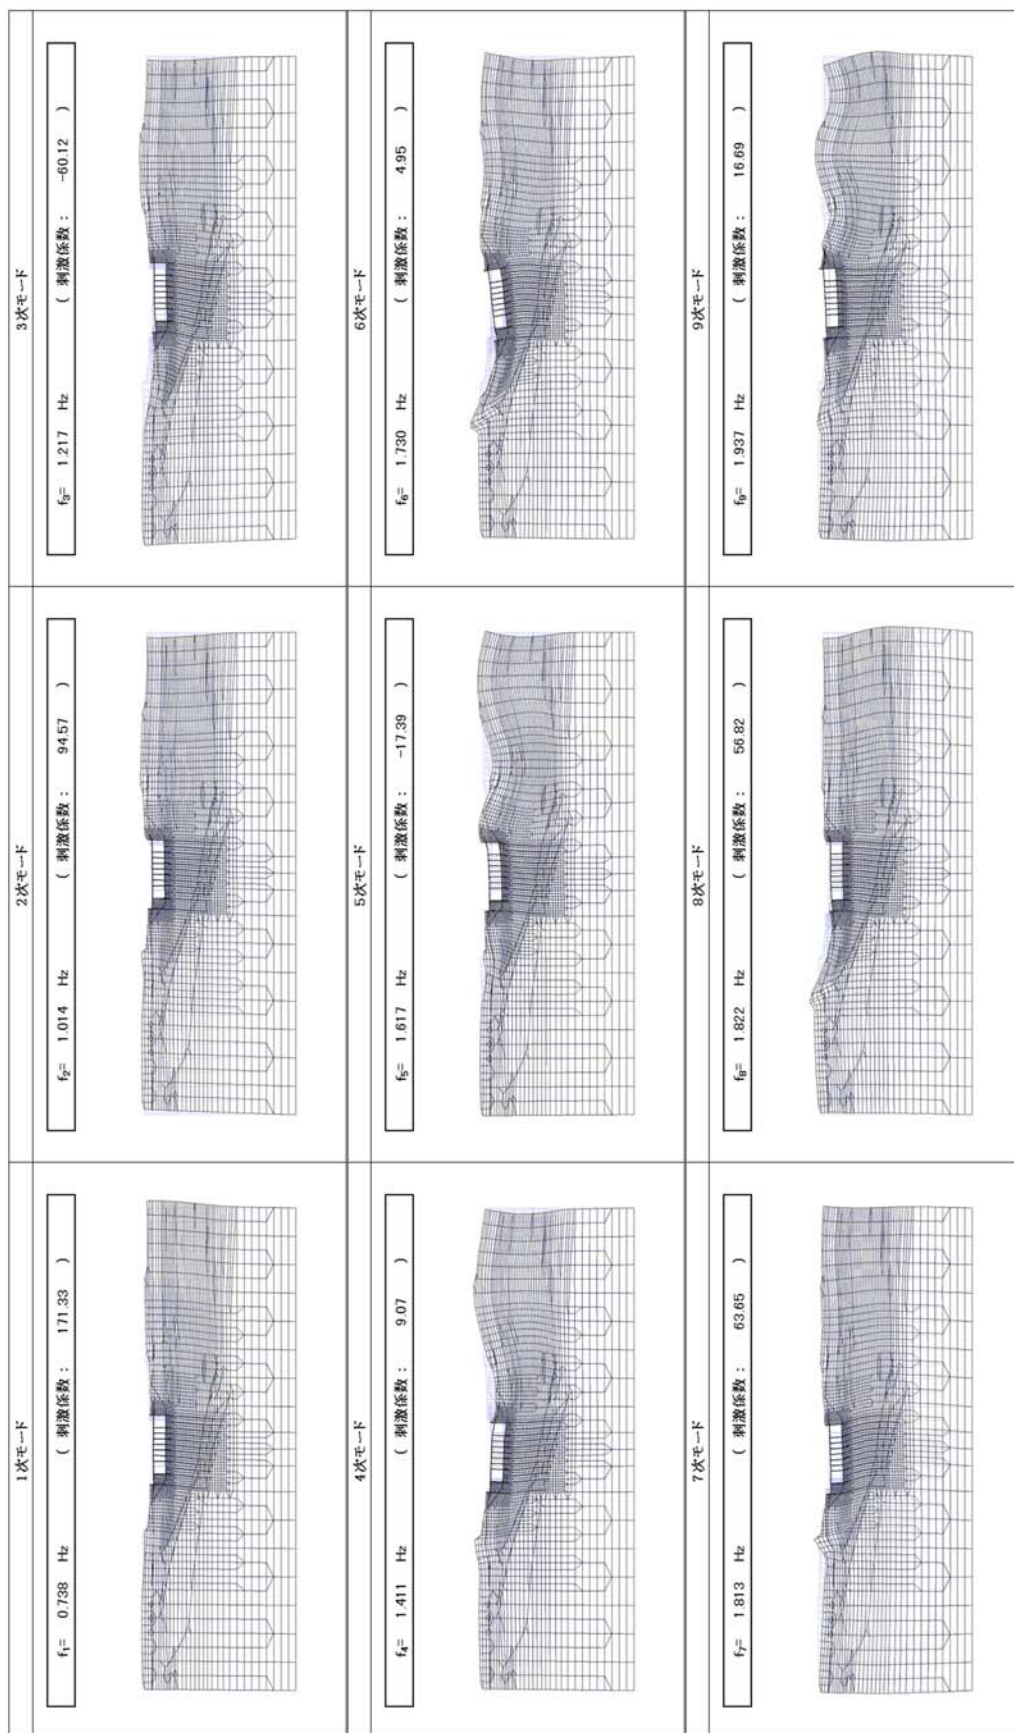 1次モード
f₁= 0.738 Hz ( 刺激係数 : 171.33 )
2次モード
f₂= 1.014 Hz ( 刺激係数 : 94.57 )
3次モード
f₃= 1.217 Hz ( 刺激係数 : -60.12 )
4次モード
f₄= 1.411 Hz ( 刺激係数 : 9.07 )
5次モード
f₅= 1.617 Hz ( 刺激係数 : -17.39 )
6次モード
f₆= 1.730 Hz ( 刺激係数 : 4.95 )
7次モード
f₇= 1.813 Hz ( 刺激係数 : 63.65 )
8次モード
f₈= 1.822 Hz ( 刺激係数 : 56.82 )
9次モード
f₉= 1.937 Hz ( 刺激係数 : 16.69 )